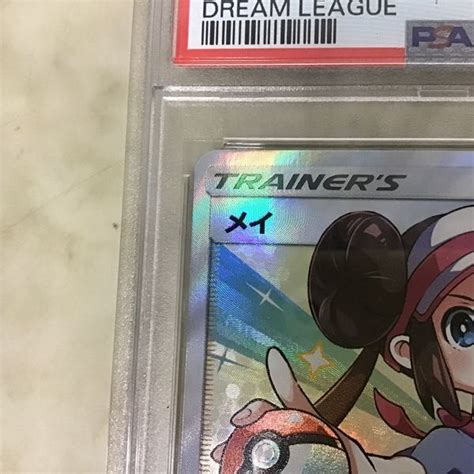 DREAM LEAGUE
PSA
TRAINER'S
メイ